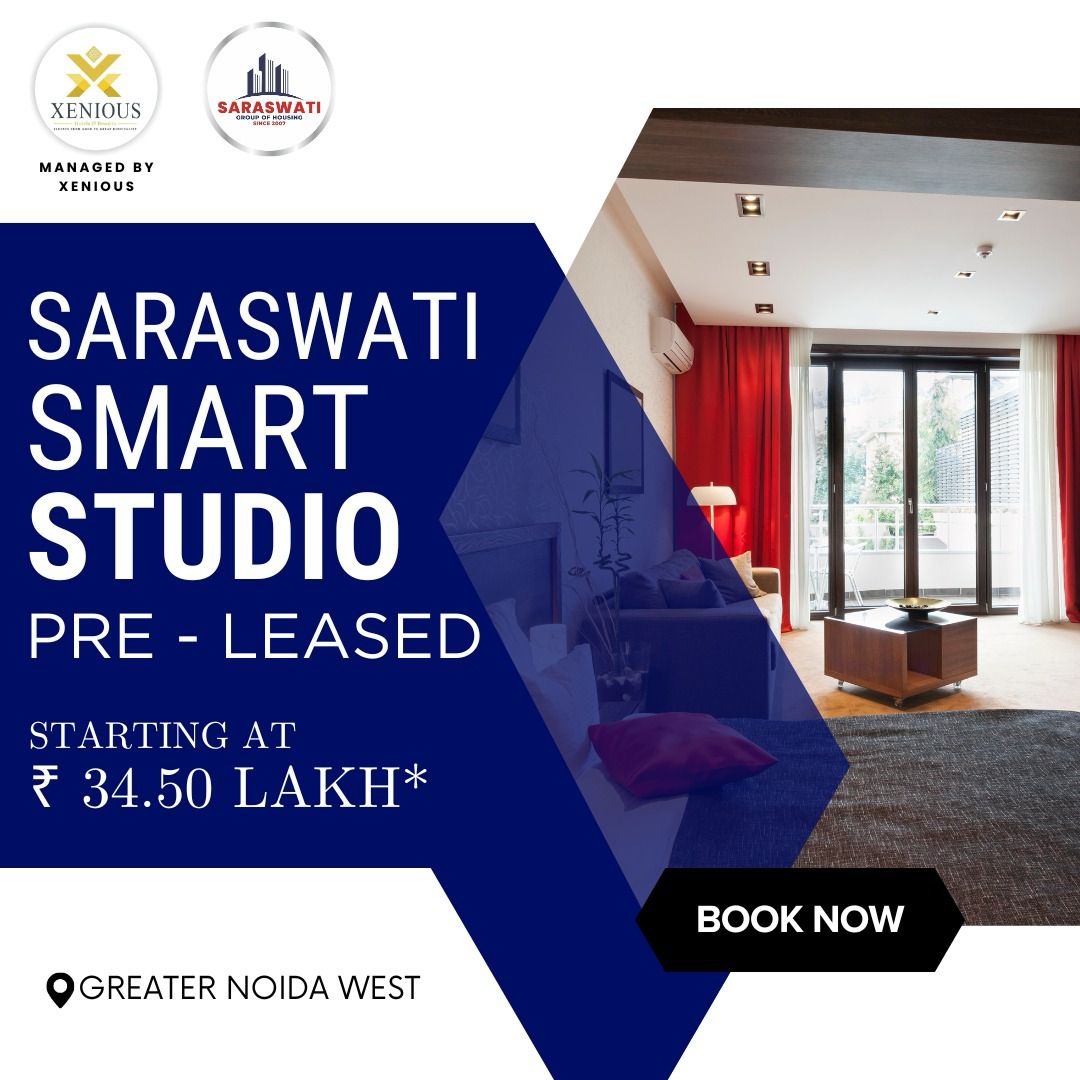 XENIOUS
MANAGED BY
XENIOUS
SARASWATI
GROUP OF HOUSING
SINCE 2007
SARASWATI
SMART
STUDIO
PRE - LEASED
STARTING AT
₹ 34.50 LAKH*
BOOK NOW
GREATER NOIDA WEST